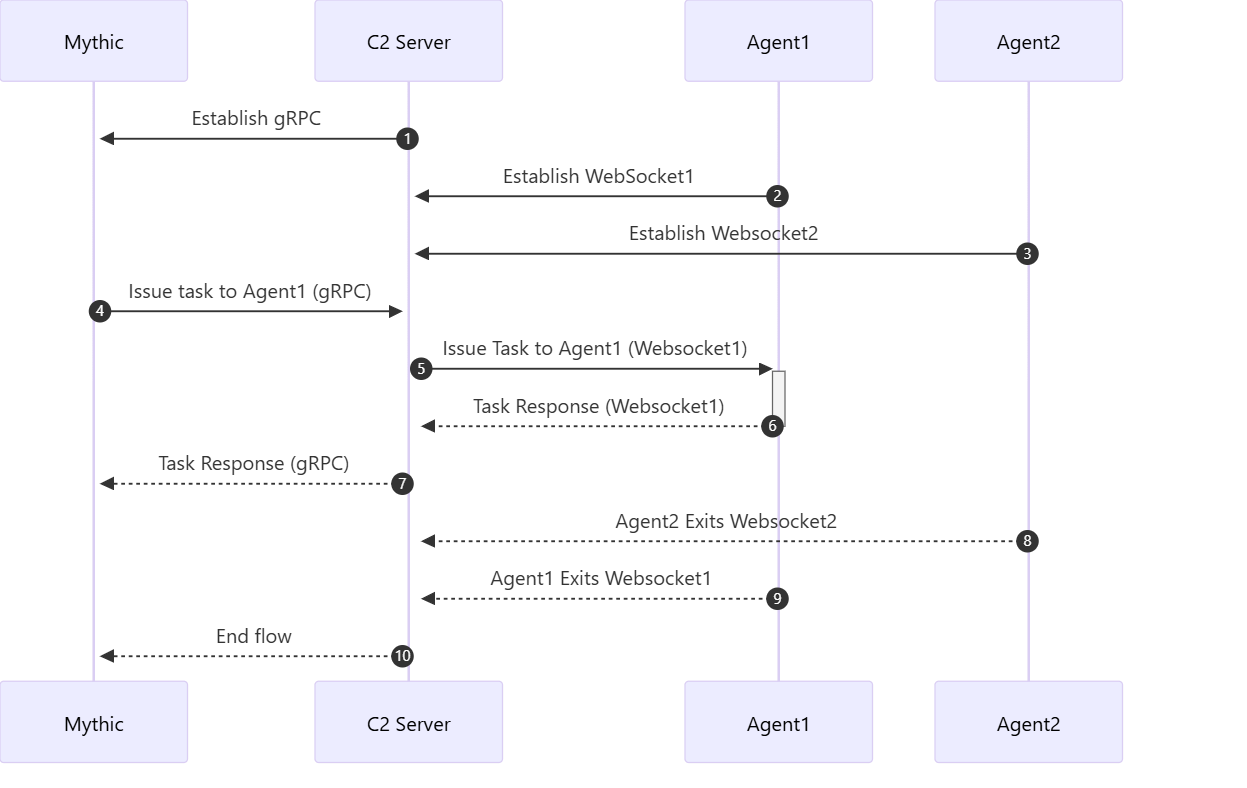 Mythic
C2 Server
Agent1
Agent2
Establish gRPC
1
Establish WebSocket1
2
Establish Websocket2
3
Issue task to Agent1 (gRPC)
4
Issue Task to Agent1 (Websocket1)
5
Task Response (Websocket1)
6
Task Response (gRPC)
7
Agent2 Exits Websocket2
8
Agent1 Exits Websocket1
9
End flow
10
Mythic
C2 Server
Agent1
Agent2